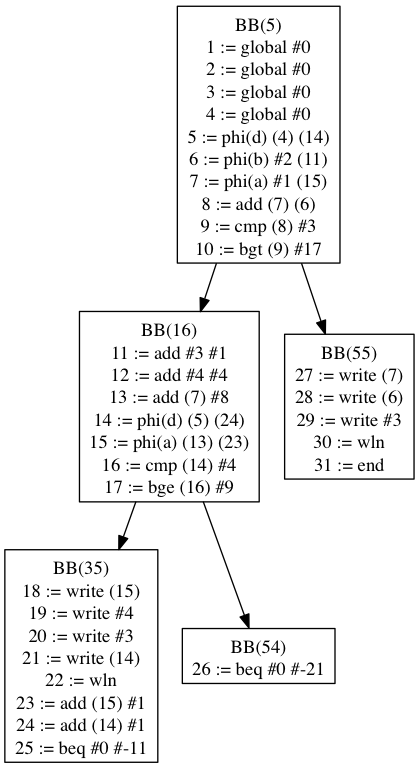 BB(5)
1 := global #0
2 := global #0
3 := global #0
4 := global #0
5 := phi(d) (4) (14)
6 := phi(b) #2 (11)
7 := phi(a) #1 (15)
8 := add (7) (6)
9 := cmp (8) #3
10 := bgt (9) #17
BB(16)
11 := add #3 #1
12 := add #4 #4
13 := add (7) #8
14 := phi(d) (5) (24)
15 := phi(a) (13) (23)
16 := cmp (14) #4
17 := bge (16) #9
BB(55)
27 := write (7)
28 := write (6)
29 := write #3
30 := wln
31 := end
BB(35)
18 := write (15)
19 := write #4
20 := write #3
21 := write (14)
22 := wln
23 := add (15) #1
24 := add (14) #1
25 := beq #0 #-11
BB(54)
26 := beq #0 #-21